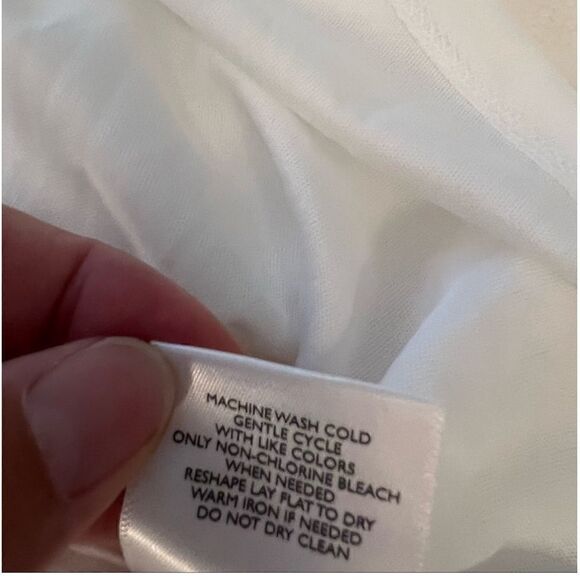 MACHINE WASH COLD
GENTLE CYCLE
WITH LIKE COLORS
ONLY NON-CHLORINE BLEACH
WHEN NEEDED
RESHAPE LAY FLAT TO DRY
WARM IRON IF NEEDED
DO NOT DRY CLEAN